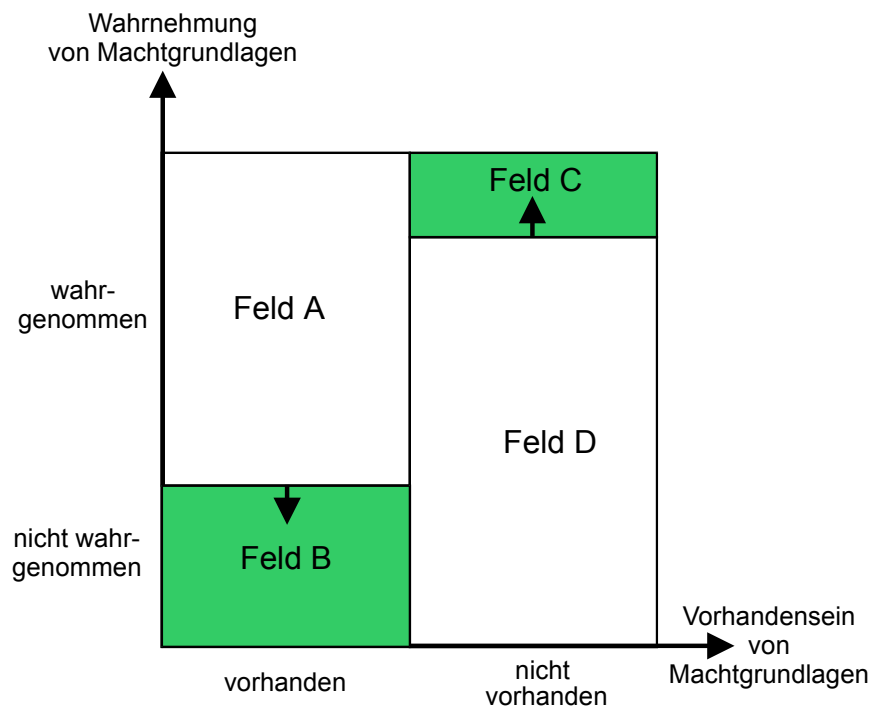 Wahrnehmung
von Machtgrundlagen
Feld C
wahr-
genommen
Feld A
Feld D
nicht wahr-
genommen
Feld B
Vorhandensein
von
Machtgrundlagen
vorhanden
nicht
vorhanden